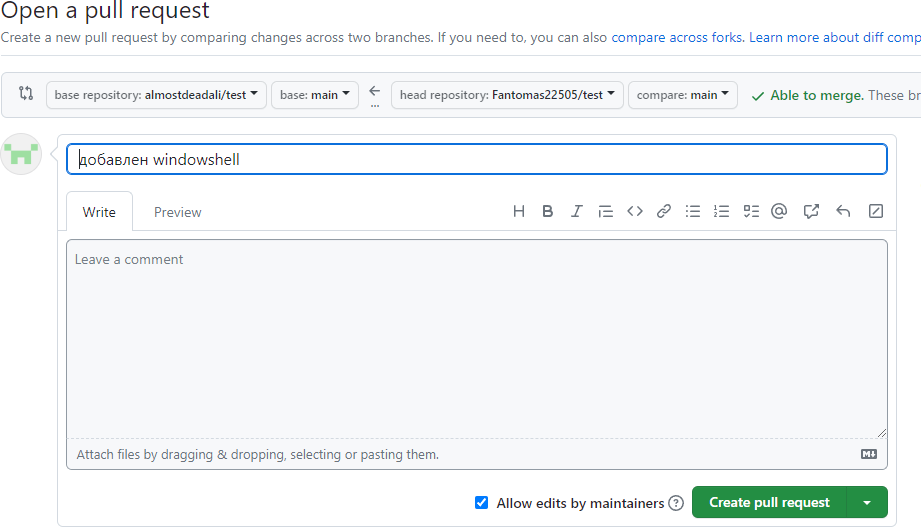 Open a pull request
Create a new pull request by comparing changes across two branches. If you need to, you can also compare across forks. Learn more about diff comp
base repository: almostdeadali/test base: main ← ... head repository: Fantomas22505/test compare: main ✓ Able to merge. These br
добавлен windowshell
Write Preview H B I <> @
Leave a comment
Attach files by dragging & dropping, selecting or pasting them.
Allow edits by maintainers ? Create pull request